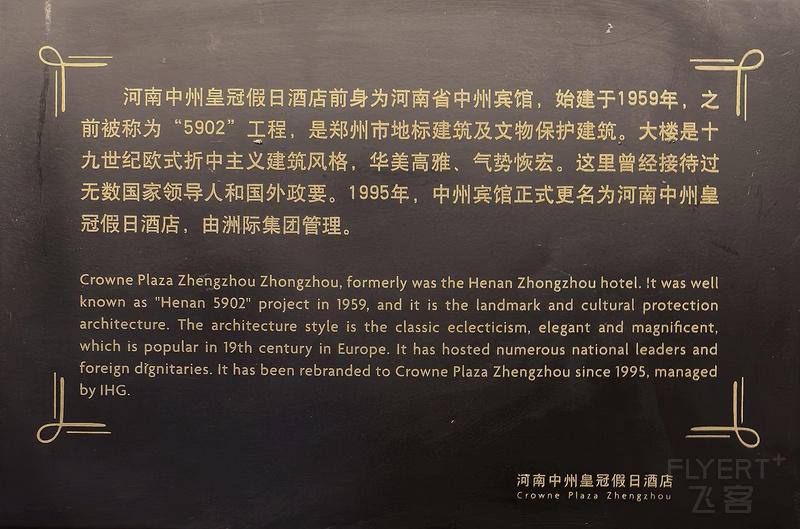 河南中州皇冠假日酒店前身为河南省中州宾馆，始建于1959年，之
前被称为“5902”工程，是郑州市地标建筑及文物保护建筑。大楼是十
九世纪欧式折中主义建筑风格，华美高雅、气势恢宏。这里曾经接待过
无数国家领导人和国外政要。1995年，中州宾馆正式更名为河南中州皇
冠假日酒店，由洲际集团管理。
Crowne Plaza Zhengzhou Zhongzhou, formerly was the Henan Zhongzhou hotel. It was well
known as "Henan 5902" project in 1959, and it is the landmark and cultural protection
architecture. The architecture style is the classic eclecticism, elegant and magnificent,
which is popular in 19th century in Europe. It has hosted numerous national leaders and
foreign dignitaries. It has been rebranded to Crowne Plaza Zhengzhou since 1995, managed
by IHG.
河南中州皇冠假日酒店
Crowne Plaza Zhengzhou
FLYERT+
飞客